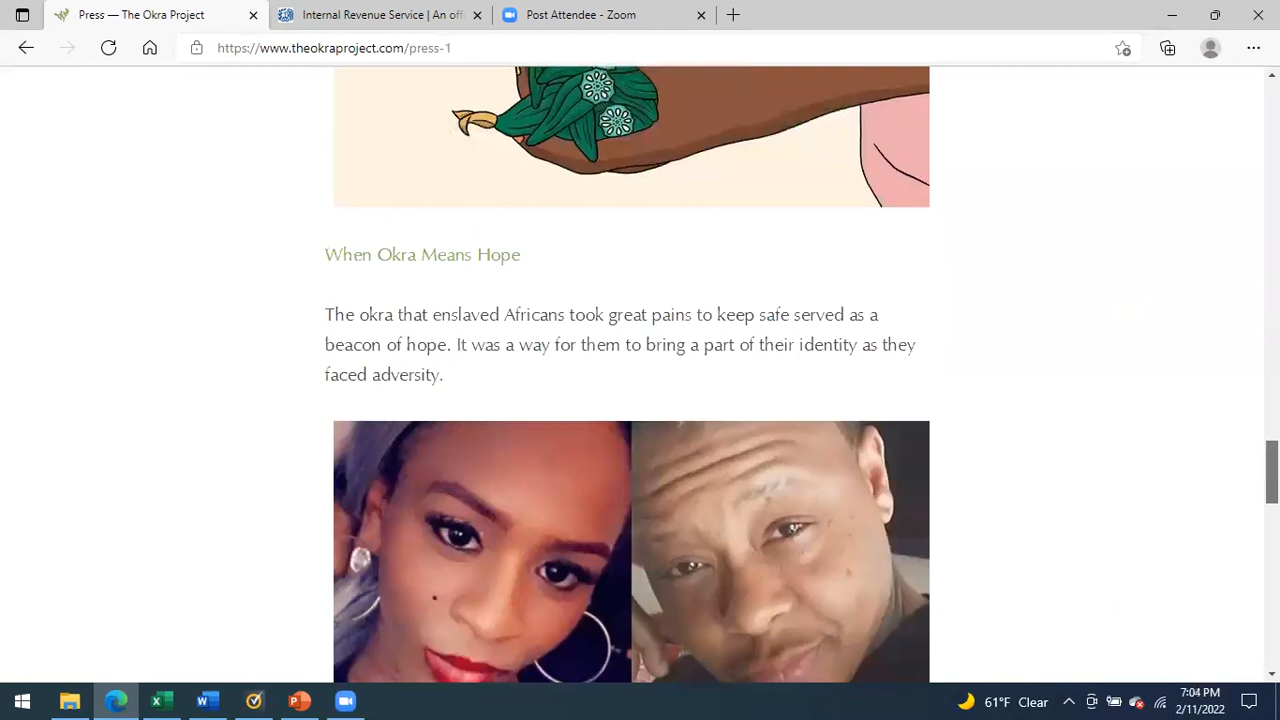 Press — The Okra Project
Internal Revenue Service | An off
Post Attendee - Zoom
https://www.theokraproject.com/press-1
When Okra Means Hope
The okra that enslaved Africans took great pains to keep safe served as a
beacon of hope. It was a way for them to bring a part of their identity as they
faced adversity.
61°F Clear
7:04 PM
2/11/2022